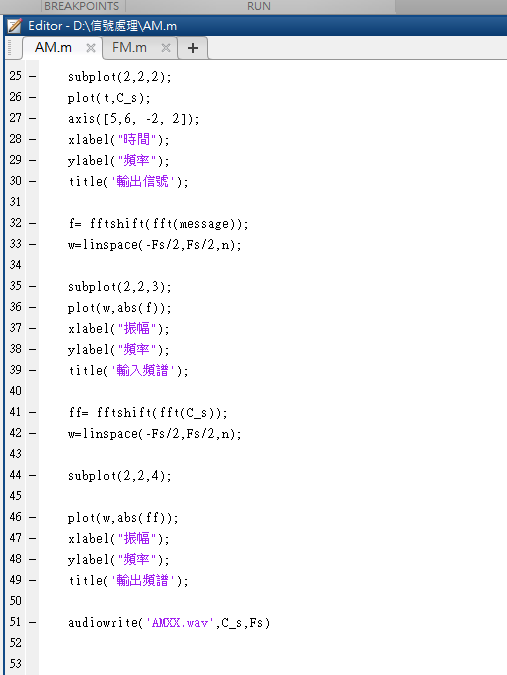 BREAKPOINTS RUN
Editor - D:\信號處理\AM.m
AM.m × FM.m × +
25 – subplot(2,2,2);
26 – plot(t,C_s);
27 – axis([5,6, -2, 2]);
28 – xlabel("時間");
29 – ylabel("頻率");
30 – title('輸出信號');
31
32 – f= fftshift(fft(message));
33 – w=linspace(-Fs/2,Fs/2,n);
34
35 – subplot(2,2,3);
36 – plot(w,abs(f));
37 – xlabel("振幅");
38 – ylabel("頻率");
39 – title('輸入頻譜');
40
41 – ff= fftshift(fft(C_s));
42 – w=linspace(-Fs/2,Fs/2,n);
43
44 – subplot(2,2,4);
45
46 – plot(w,abs(ff));
47 – xlabel("振幅");
48 – ylabel("頻率");
49 – title('輸出頻譜');
50
51 – audiowrite('AMXX.wav',C_s,Fs)
52
53